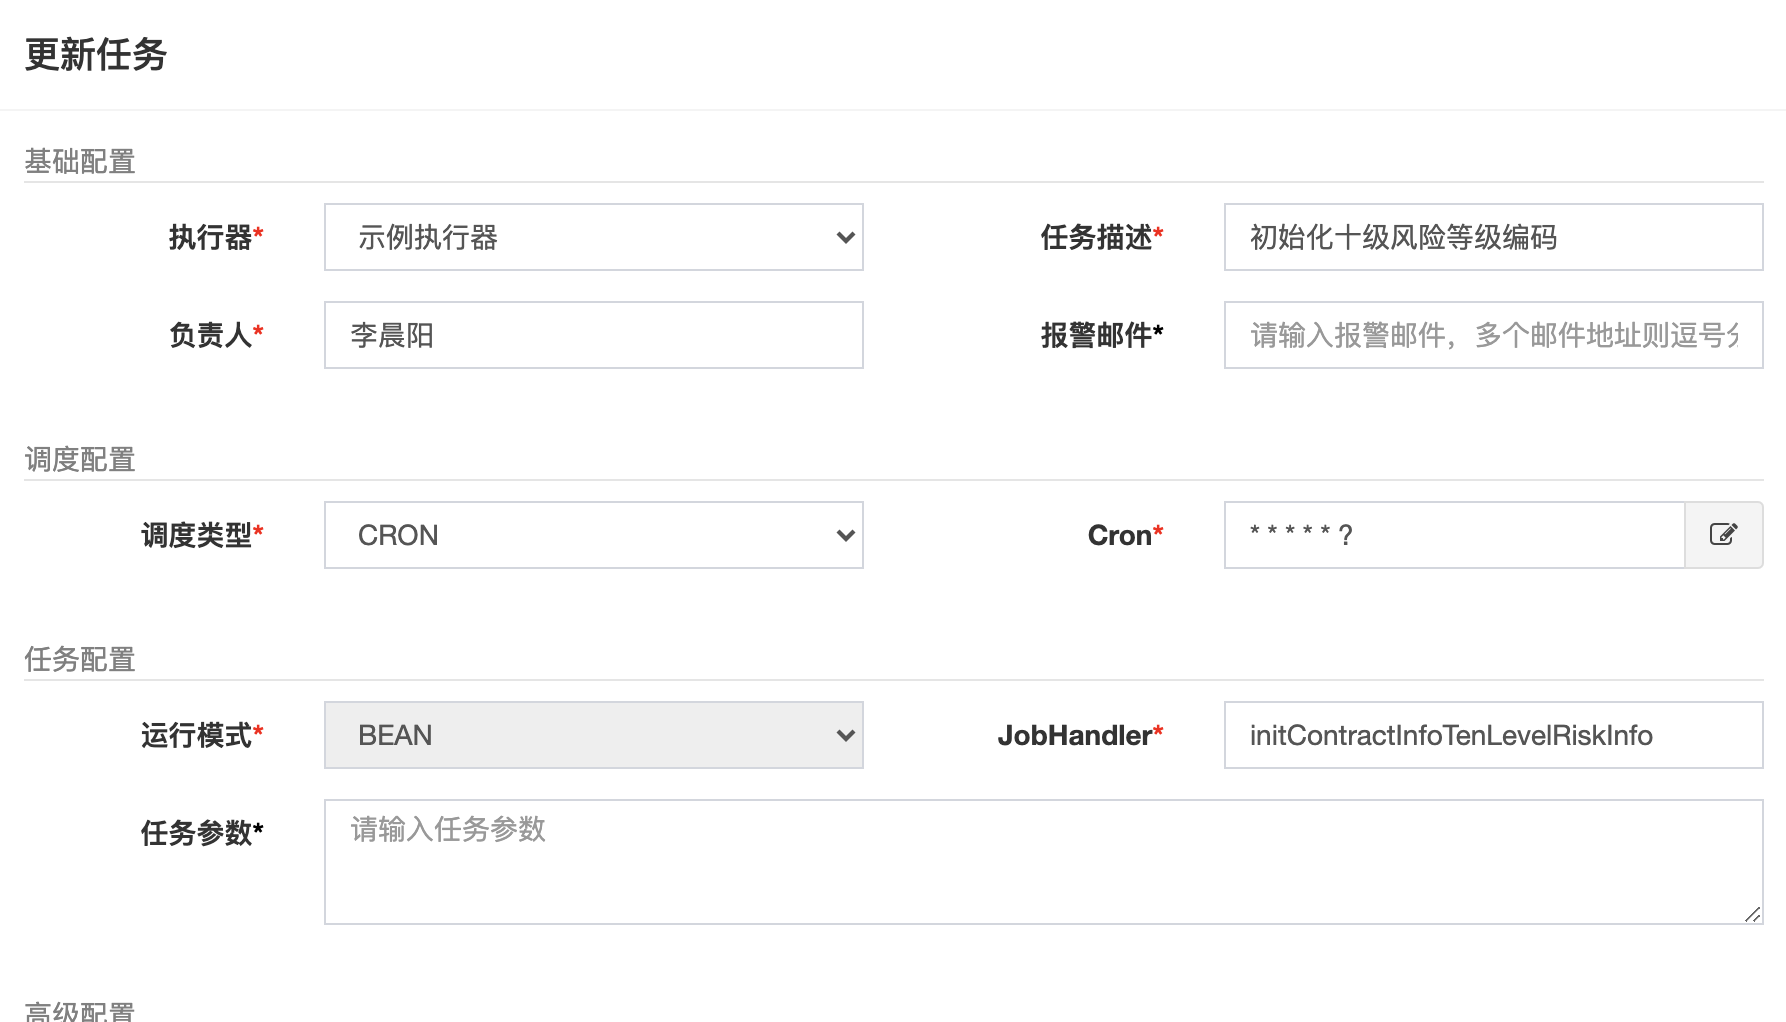 更新任务
基础配置
执行器* 示例执行器 任务描述* 初始化十级风险等级编码
负责人* 李晨阳 报警邮件* 请输入报警邮件，多个邮件地址则逗号分
调度配置
调度类型* CRON Cron* * * * * * ?
任务配置
运行模式* BEAN JobHandler* initContractInfoTenLevelRiskInfo
任务参数* 请输入任务参数
高级配置